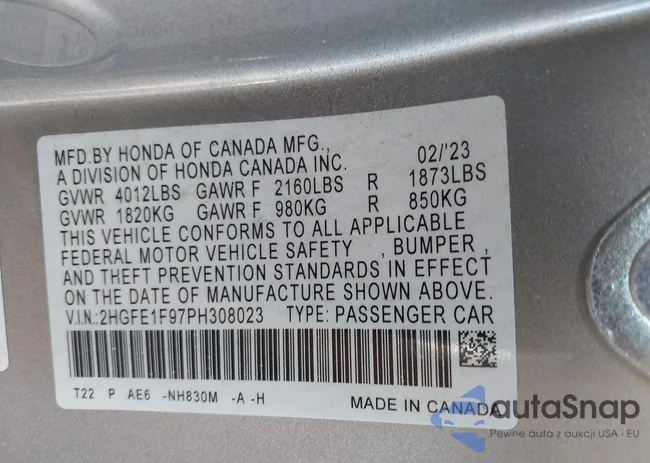 MFD.BY HONDA OF CANADA MFG., 02/'23
A DIVISION OF HONDA CANADA INC.
GVWR 4012LBS GAWR F 2160LBS R 1873LBS
GVWR 1820KG GAWR F 980KG R 850KG
THIS VEHICLE CONFORMS TO ALL APPLICABLE
FEDERAL MOTOR VEHICLE SAFETY , BUMPER ,
AND THEFT PREVENTION STANDARDS IN EFFECT
ON THE DATE OF MANUFACTURE SHOWN ABOVE.
V.I.N.:2HGFE1F97PH308023 TYPE: PASSENGER CAR
T22 P AE6 -NH830M -A -H
MADE IN CANADA
autaSnap
Pewne auta z aukcji USA i EU